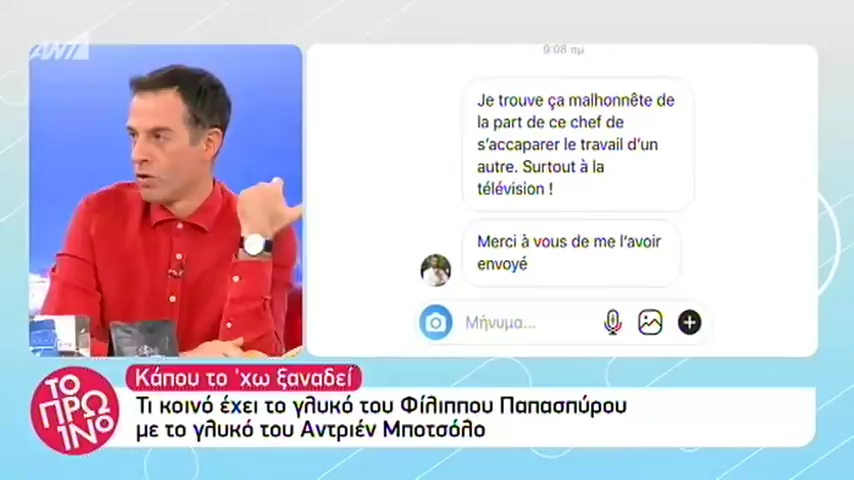 ANT1
9:08 πμ
Je trouve ça malhonnête de
la part de ce chef de
s'accaparer le travail d'un
autre. Surtout à la
télévision !
Merci à vous de me l'avoir
envoyé
Μήνυμα...
ΤΟ
ΠΡΩ
ΙΝΟ
Κάπου το 'χω ξαναδεί
Τι κοινό έχει το γλυκό του Φίλιππου Παπασπύρου
με το γλυκό του Αντριέν Μποτσόλο